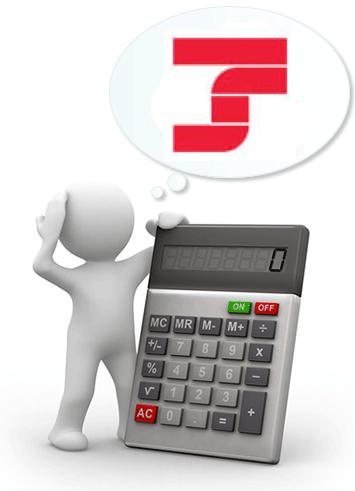 0
ON OFF
MC MR M- M+ ÷
+/- 7 8 9 x
% 4 5 6 -
√ 1 2 3 +
AC 0 . =